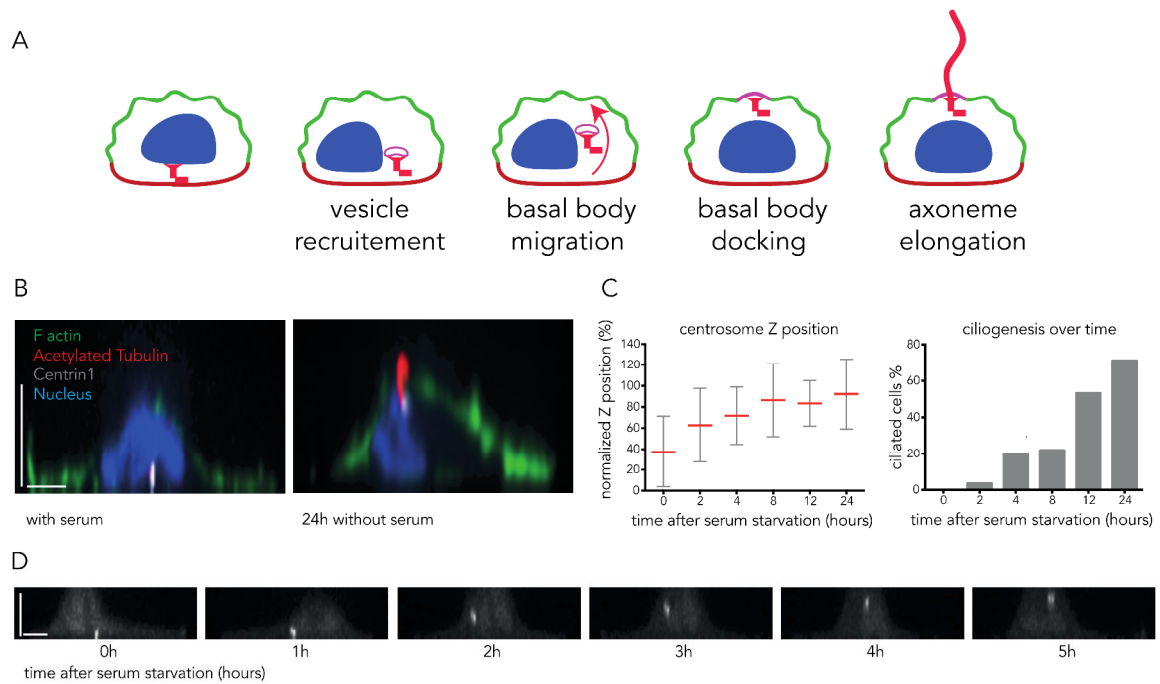 A
vesicle
recruitement
basal body
migration
basal body
docking
axoneme
elongation
B
F actin
Acetylated Tubulin
Centrin1
Nucleus
with serum
24h without serum
C
centrosome Z position
normalized Z position (%)
140
120
100
80
60
40
20
0
0 2 4 8 12 24
time after serum starvation (hours)
ciliogenesis over time
ciliated cells %
80
60
40
20
0
0 2 4 8 12 24
time after serum starvation (hours)
D
0h 1h 2h 3h 4h 5h
time after serum starvation (hours)